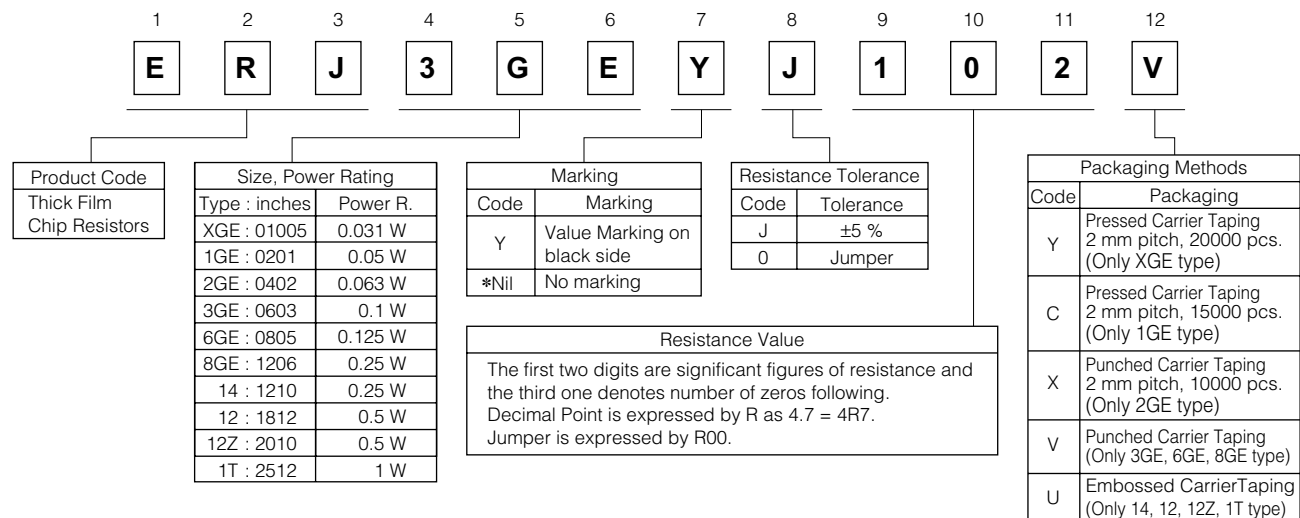 1 2 3 4 5 6 7 8 9 10 11 12
E R J 3 G E Y J 1 0 2 V
Product Code
Thick Film
Chip Resistors
Size, Power Rating
Type : inches Power R.
XGE : 01005 0.031 W
1GE : 0201 0.05 W
2GE : 0402 0.063 W
3GE : 0603 0.1 W
6GE : 0805 0.125 W
8GE : 1206 0.25 W
14 : 1210 0.25 W
12 : 1812 0.5 W
12Z : 2010 0.5 W
1T : 2512 1 W
Marking
Code Marking
Y Value Marking on
black side
*Nil No marking
Resistance Tolerance
Code Tolerance
J ±5 %
0 Jumper
Resistance Value
The first two digits are significant figures of resistance and
the third one denotes number of zeros following.
Decimal Point is expressed by R as 4.7 = 4R7.
Jumper is expressed by R00.
Packaging Methods
Code Packaging
Y Pressed Carrier Taping
2 mm pitch, 20000 pcs.
(Only XGE type)
C Pressed Carrier Taping
2 mm pitch, 15000 pcs.
(Only 1GE type)
X Punched Carrier Taping
2 mm pitch, 10000 pcs.
(Only 2GE type)
V Punched Carrier Taping
(Only 3GE, 6GE, 8GE type)
U Embossed CarrierTaping
(Only 14, 12, 12Z, 1T type)